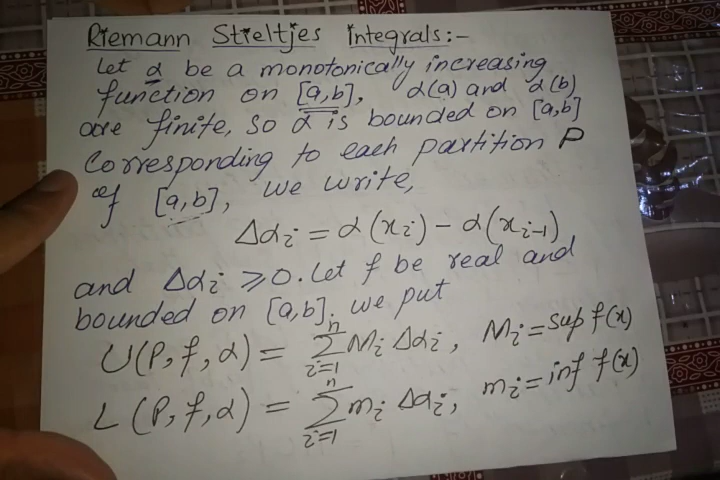 Riemann Stieltjes Integrals:-
Let α be a monotonically increasing
function on [a,b], α(a) and α(b)
are finite, so α is bounded on [a,b]
Corresponding to each partition P
of [a,b], we write,
Δαi = α(xi) - α(xi-1)
and Δαi ⩾ 0. Let f be real and
bounded on [a,b]. we put
U(P, f, α) = n∑i=1 Mi Δαi, Mi = sup f(x)
L(P, f, α) = n∑i=1 mi Δαi, mi = inf f(x)